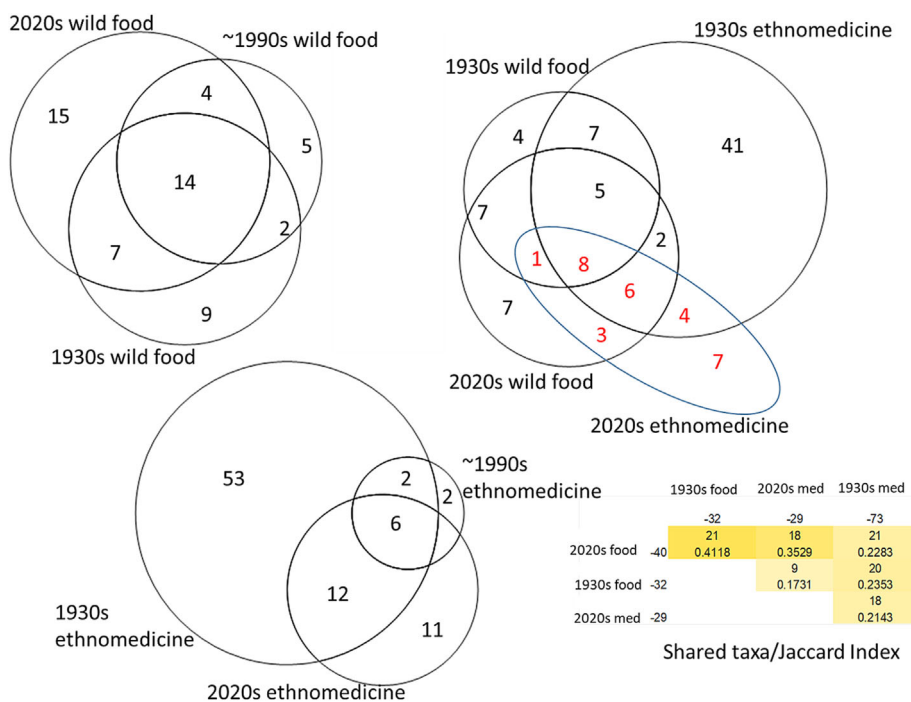 2020s wild food
~1990s wild food
4
15
5
14
2
7
9
1930s wild food
1930s ethnomedicine
1930s wild food
4
7
41
5
7
2
1
8
6
7
4
3
7
2020s wild food
2020s ethnomedicine
53
~1990s
ethnomedicine
2
2
6
12
11
1930s
ethnomedicine
2020s ethnomedicine
1930s food 2020s med 1930s med
-32 -29 -73
21 18 21
2020s food -40 0.4118 0.3529 0.2283
9 20
1930s food -32 0.1731 0.2353
18
2020s med -29 0.2143
Shared taxa/Jaccard Index